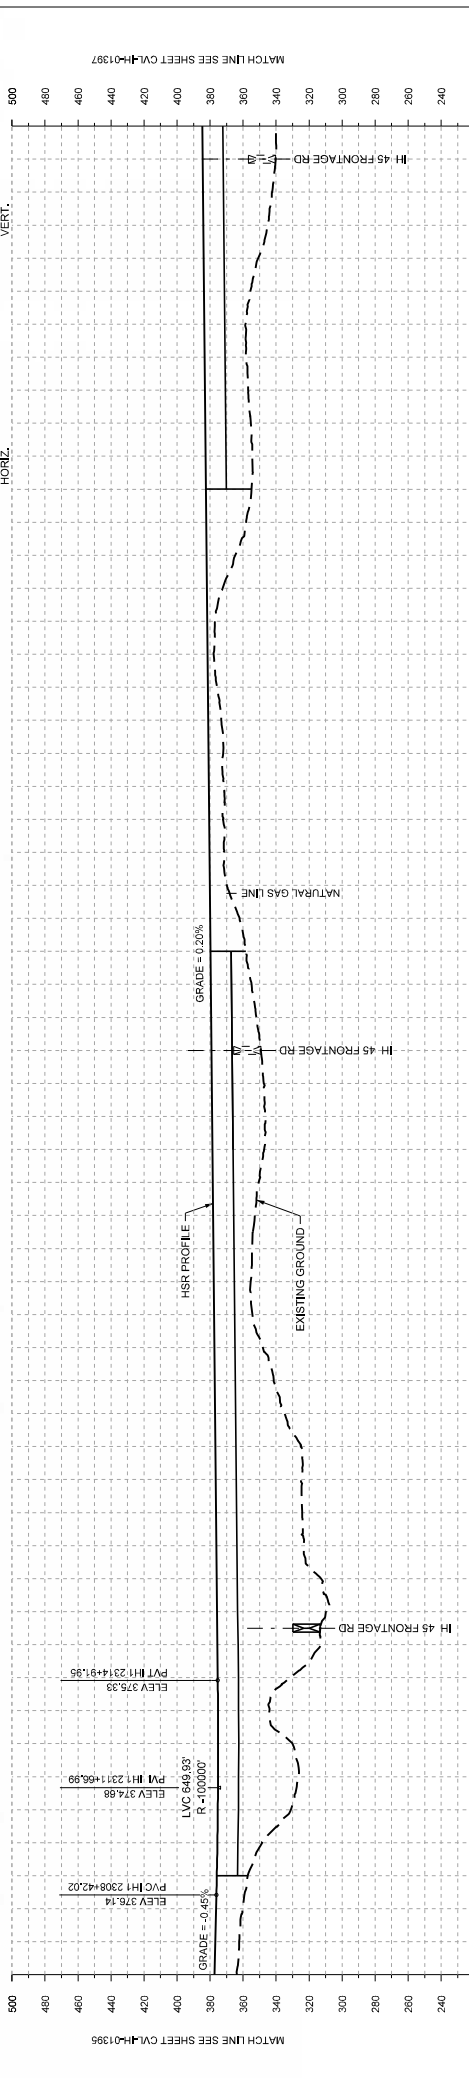 VERT.
HORIZ.
MATCH LINE SEE SHEET CVL-IH-01397
500
480
460
440
420
400
380
360
340
320
300
280
260
240
IH 45 FRONTAGE RD
NATURAL GAS LINE
GRADE = 0.20%
IH 45 FRONTAGE RD
HSR PROFILE
EXISTING GROUND
IH 45 FRONTAGE RD
PVT IH1 2314+91.95
ELEV 375.33
LVC 649.93'
R -100000'
PVI IH1 2311+66.99
ELEV 374.68
PVC IH1 2308+42.02
ELEV 376.14
GRADE = -0.45%
500
480
460
440
420
400
380
360
340
320
300
280
260
240
MATCH LINE SEE SHEET CVL-IH-01395